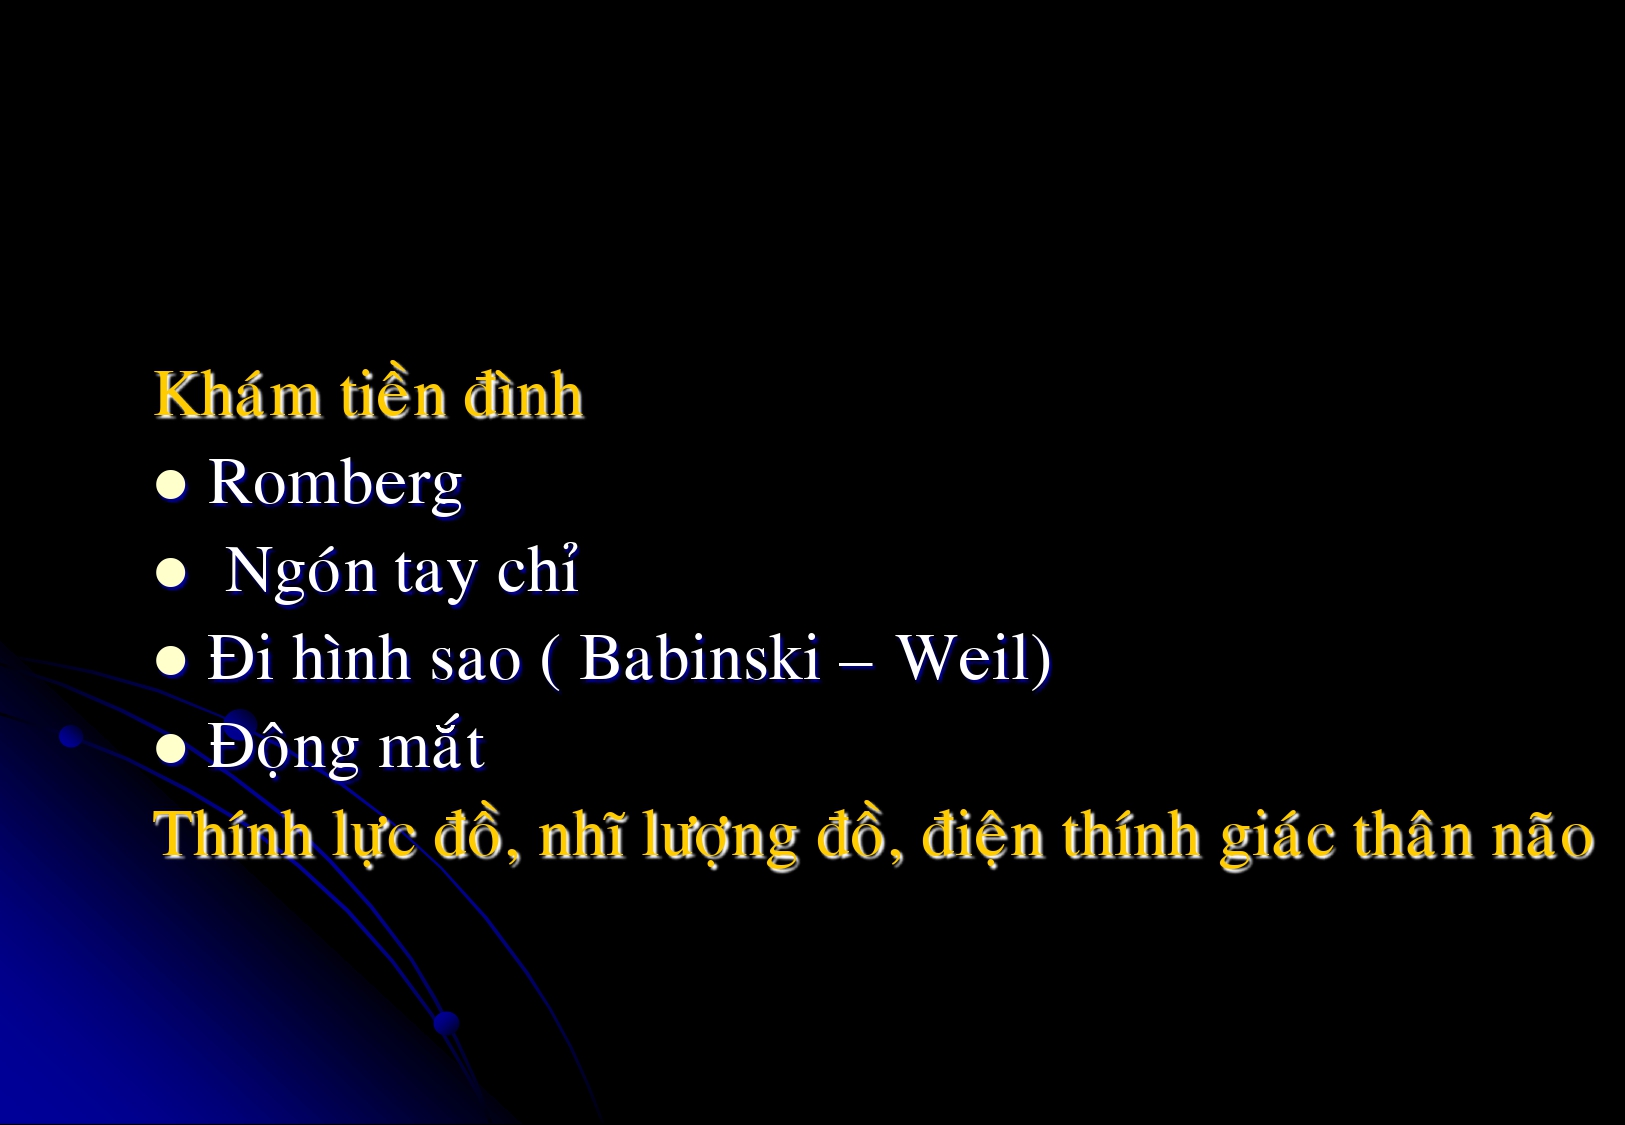 Khám tiền đình
● Romberg
● Ngón tay chỉ
● Đi hình sao ( Babinski – Weil)
● Động mắt
Thính lực đồ, nhĩ lượng đồ, điện thính giác thân não